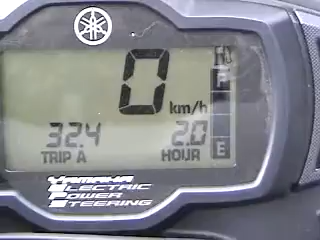 0 km/h
F
32.4 2.0
TRIP A HOUR E
YAMAHA
ELECTRIC
POWER
STEERING